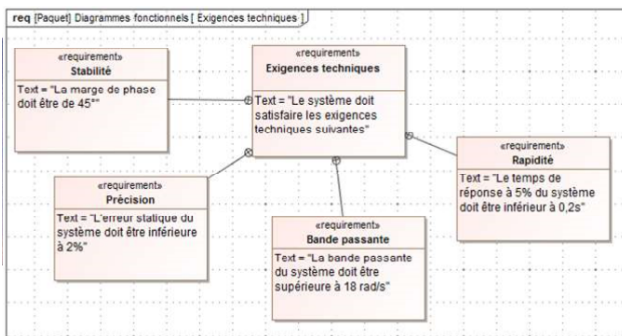 req [Paquet] Diagrammes fonctionnels [ Exigences techniques ]
«requirement»
Stabilité
Text = "La marge de phase
doit être de 45°"
«requirement»
Exigences techniques
Text = "Le système doit
satisfaire les exigences
techniques suivantes"
«requirement»
Rapidité
Text = "Le temps de
réponse à 5% du système
doit être inférieur à 0,2s"
«requirement»
Précision
Text = "L'erreur statique du
système doit être inférieure
à 2%"
«requirement»
Bande passante
Text = "La bande passante
du système doit être
supérieure à 18 rad/s"